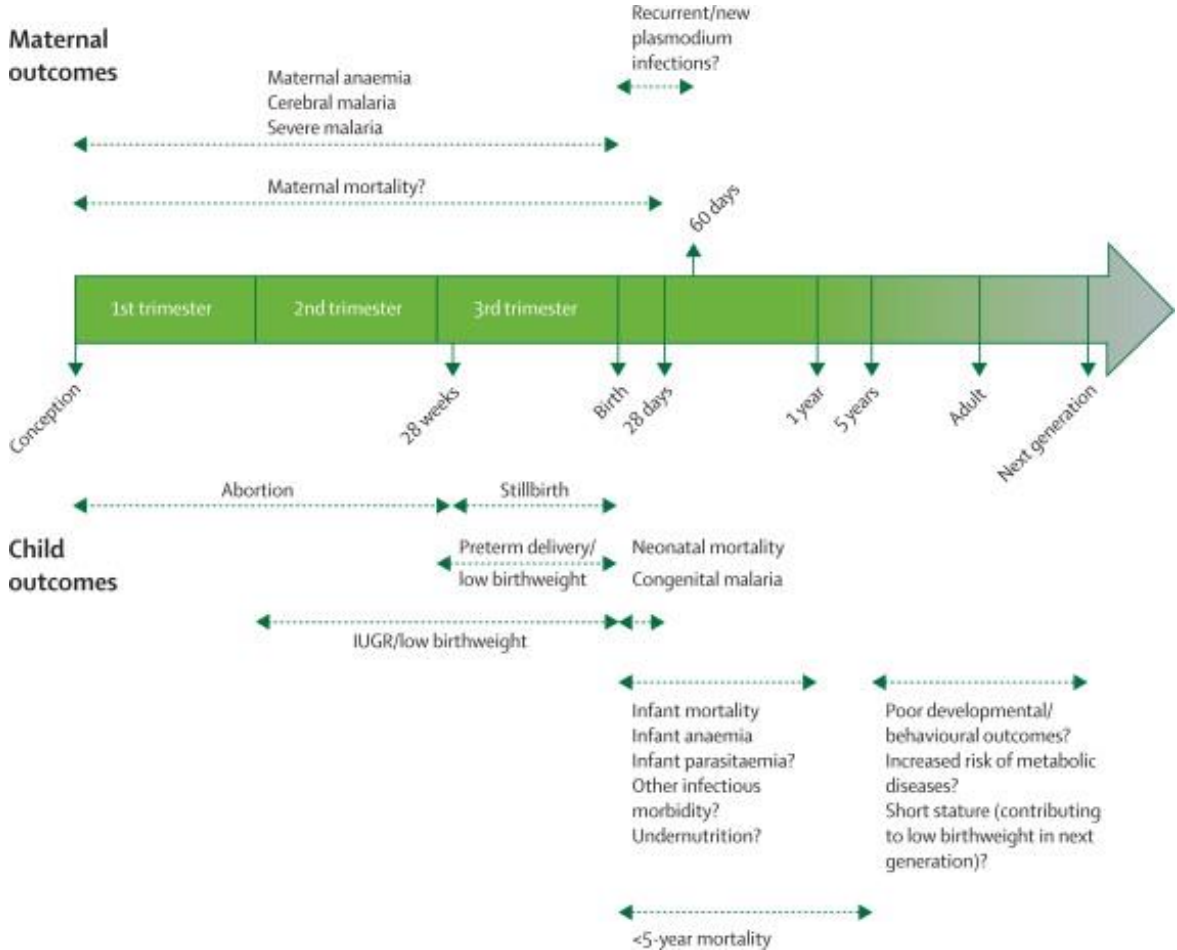 Maternal
outcomes
Recurrent/new
plasmodium
infections?
Maternal anaemia
Cerebral malaria
Severe malaria
Maternal mortality?
60 days
1st trimester
2nd trimester
3rd trimester
Conception
28 weeks
Birth
28 days
1 year
5 years
Adult
Next generation
Abortion
Stillbirth
Child
outcomes
Preterm delivery/
low birthweight
Neonatal mortality
Congenital malaria
IUGR/low birthweight
Infant mortality
Infant anaemia
Infant parasitaemia?
Other infectious
morbidity?
Undernutrition?
Poor developmental/
behavioural outcomes?
Increased risk of metabolic
diseases?
Short stature (contributing
to low birthweight in next
generation)?
<5-year mortality